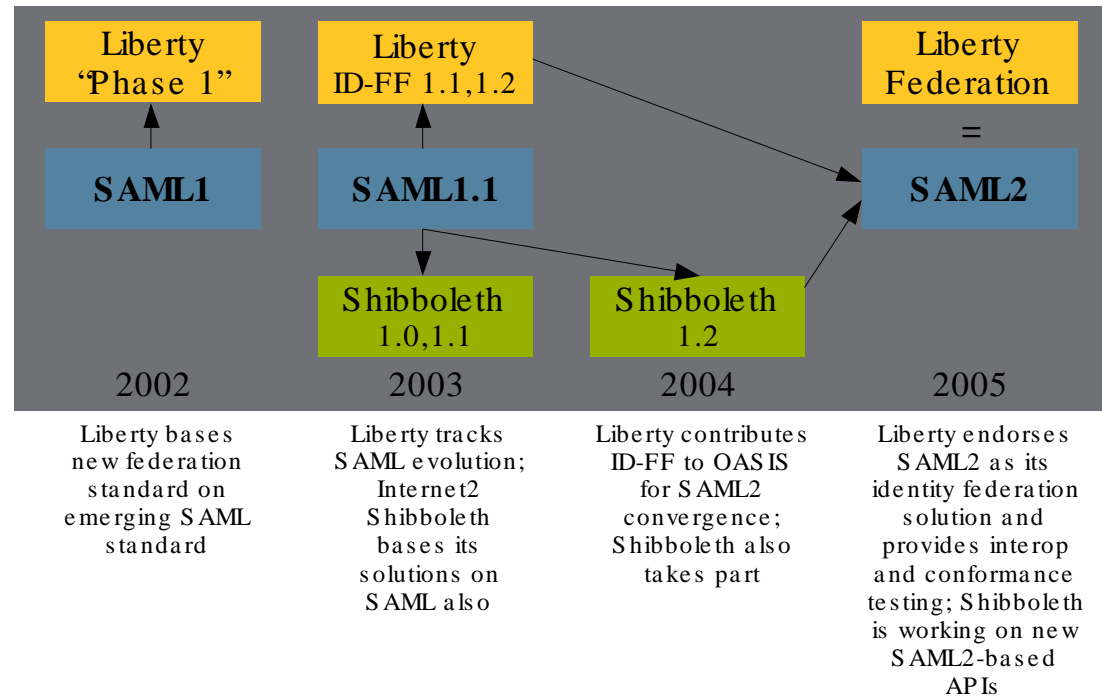 Liberty
“Phase 1”
Liberty
ID-FF 1.1,1.2
Liberty
Federation
=
SAML1
SAML1.1
SAML2
Shibboleth
1.0,1.1
Shibboleth
1.2
2002
2003
2004
2005
Liberty bases
new federation
standard on
emerging SAML
standard
Liberty tracks
SAML evolution;
Internet2
Shibboleth
bases its
solutions on
SAML also
Liberty contributes
ID-FF to OASIS
for SAML2
convergence;
Shibboleth also
takes part
Liberty endorses
SAML2 as its
identity federation
solution and
provides interop
and conformance
testing; Shibboleth
is working on new
SAML2-based
APIs